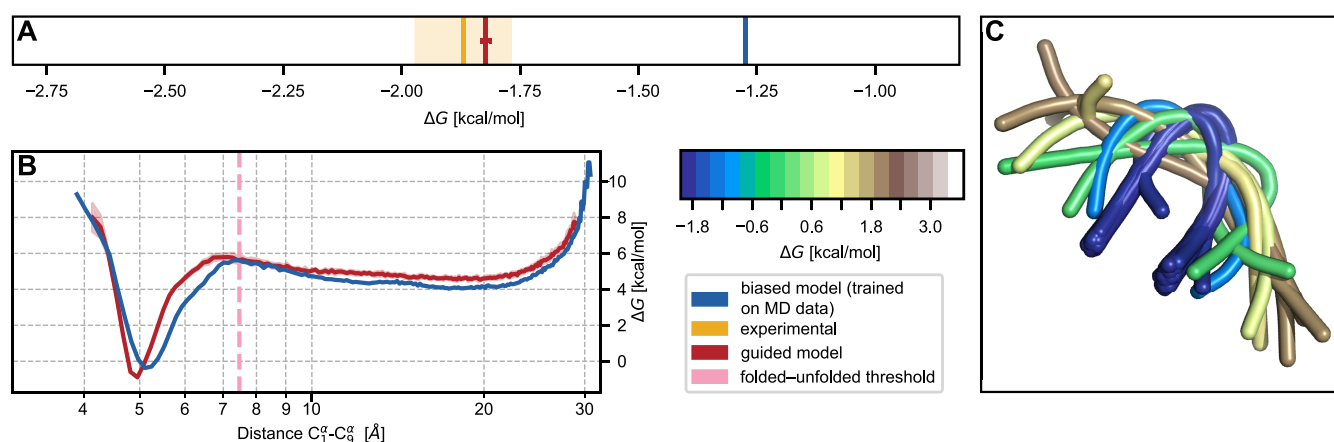 A
−2.75 −2.50 −2.25 −2.00 −1.75 −1.50 −1.25 −1.00
ΔG [kcal/mol]
B
10
8
6
4
2
0
ΔG [kcal/mol]
4 5 6 7 8 9 10 20 30
Distance C₁ᵅ-C₉ᵅ [Å]
−1.8 −0.6 0.6 1.8 3.0
ΔG [kcal/mol]
biased model (trained
on MD data)
experimental
guided model
folded–unfolded threshold
C